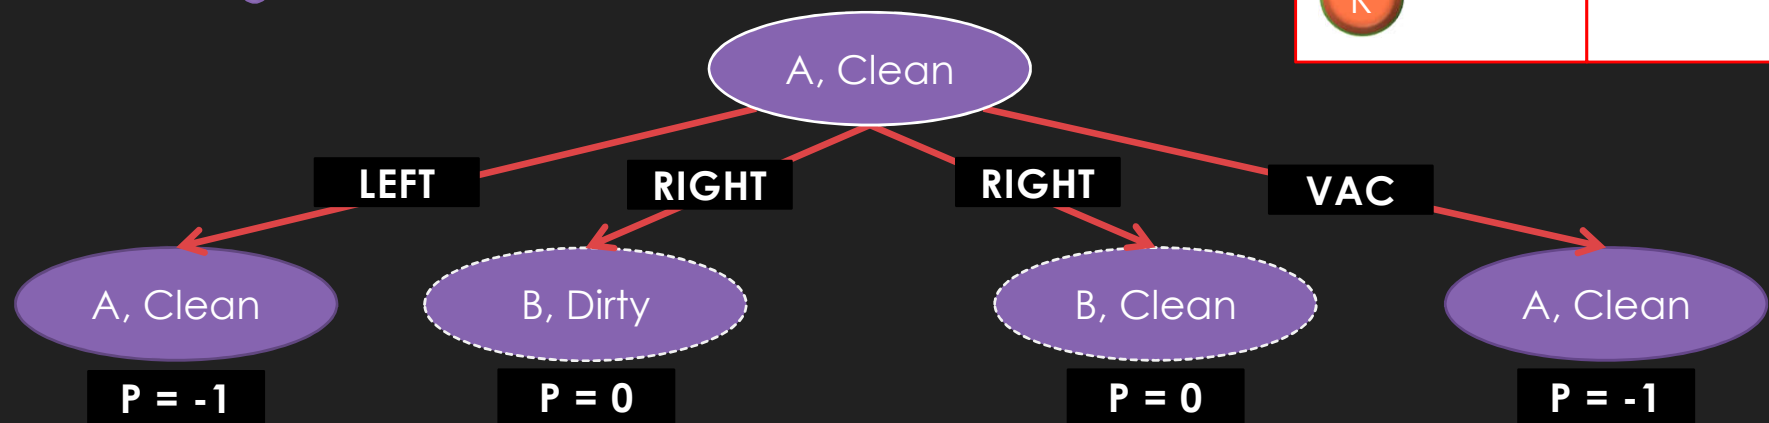 R
A, Clean
LEFT
RIGHT
RIGHT
VAC
A, Clean
B, Dirty
B, Clean
A, Clean
P = -1
P = 0
P = 0
P = -1